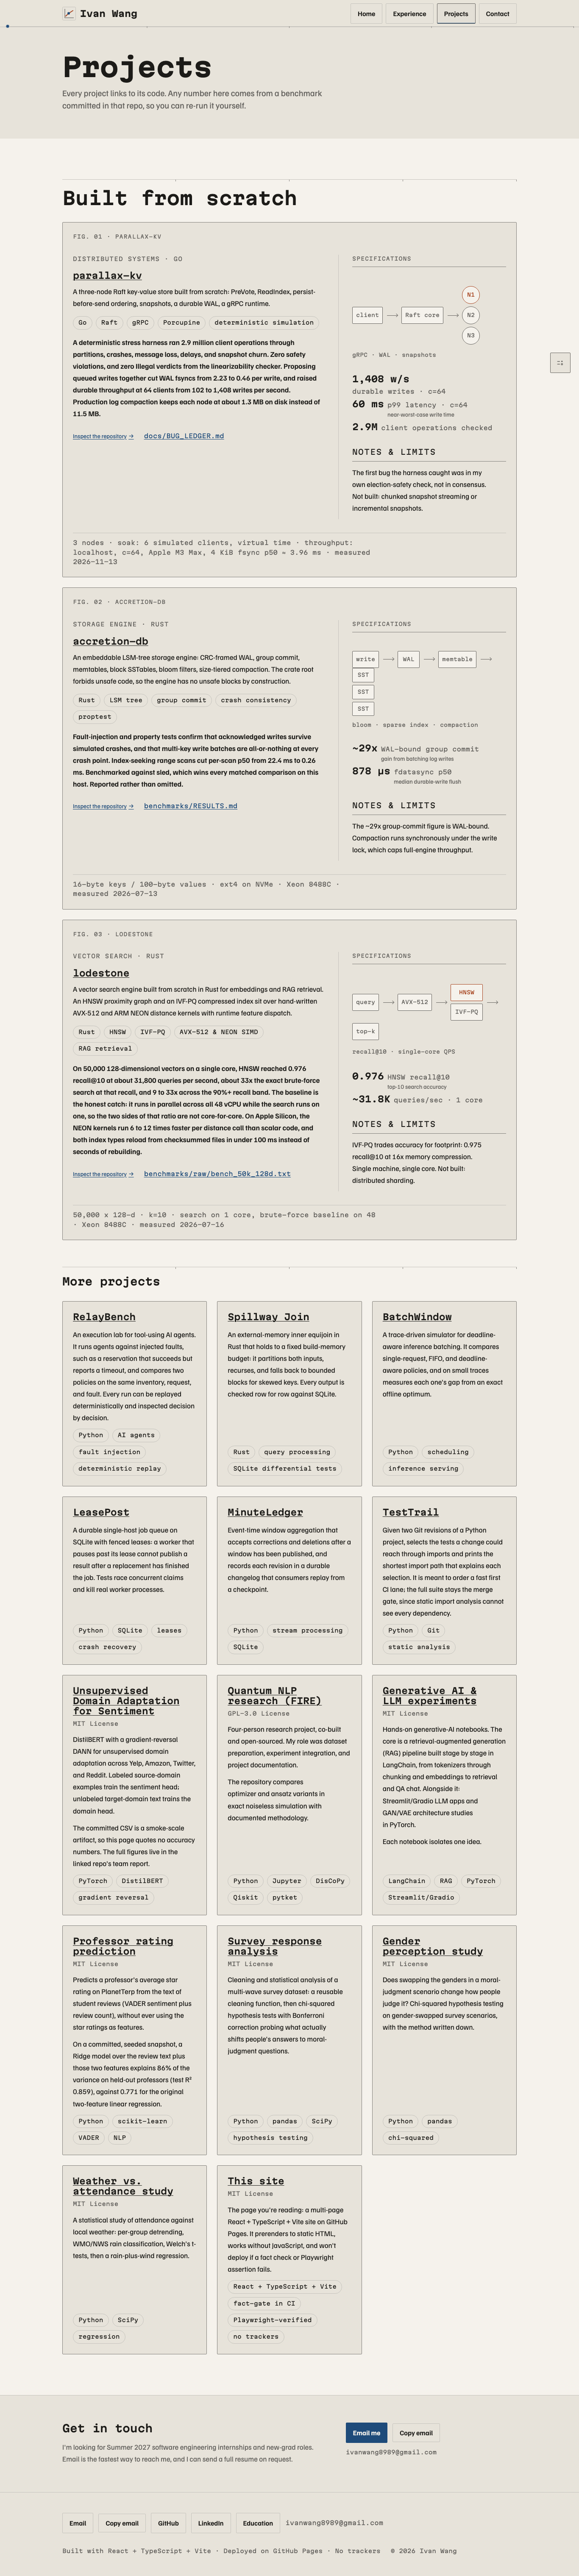 Ivan Wang
Home
Experience
Projects
Contact
Projects
Every project links to its code. Any number here comes from a benchmark
committed in that repo, so you can re-run it yourself.
Built from scratch
FIG. 01 · PARALLAX-KV
DISTRIBUTED SYSTEMS · GO
parallax-kv
A three-node Raft key-value store built from scratch: PreVote, ReadIndex, persist-
before-send ordering, snapshots, a durable WAL, a gRPC runtime.
Go
Raft
gRPC
Porcupine
deterministic simulation
A deterministic stress harness ran 2.9 million client operations through
partitions, crashes, message loss, delays, and snapshot churn. Zero safety
violations, and zero Illegal verdicts from the linearizability checker. Proposing
queued writes together cut WAL fsyncs from 2.23 to 0.46 per write, and raised
durable throughput at 64 clients from 102 to 1,408 writes per second.
Production log compaction keeps each node at about 1.3 MB on disk instead of
11.5 MB.
Inspect the repository →
docs/BUG_LEDGER.md
SPECIFICATIONS
client
Raft core
N1
N2
N3
gRPC · WAL · snapshots
1,408 w/s
durable writes · c=64
60 ms p99 latency · c=64
near-worst-case write time
2.9M client operations checked
NOTES & LIMITS
The first bug the harness caught was in my
own election-safety check, not in consensus.
Not built: chunked snapshot streaming or
incremental snapshots.
3 nodes · soak: 6 simulated clients, virtual time · throughput:
localhost, c=64, Apple M3 Max, 4 KiB fsync p50 = 3.96 ms · measured
2026-11-13
FIG. 02 · ACCRETION-DB
STORAGE ENGINE · RUST
accretion-db
An embeddable LSM-tree storage engine: CRC-framed WAL, group commit,
memtables, block SSTables, bloom filters, size-tiered compaction. The crate root
forbids unsafe code, so the engine has no unsafe blocks by construction.
Rust
LSM tree
group commit
crash consistency
proptest
Fault-injection and property tests confirm that acknowledged writes survive
simulated crashes, and that multi-key write batches are all-or-nothing at every
crash point. Index-seeking range scans cut per-scan p50 from 22.4 ms to 0.26
ms. Benchmarked against sled, which wins every matched comparison on this
host. Reported rather than omitted.
Inspect the repository →
benchmarks/RESULTS.md
SPECIFICATIONS
write
WAL
memtable
SST
SST
SST
bloom · sparse index · compaction
~29x WAL-bound group commit
gain from batching log writes
878 µs fdatasync p50
median durable-write flush
NOTES & LIMITS
The ~29x group-commit figure is WAL-bound.
Compaction runs synchronously under the write
lock, which caps full-engine throughput.
16-byte keys / 100-byte values · ext4 on NVMe · Xeon 8488C ·
measured 2026-07-13
FIG. 03 · LODESTONE
VECTOR SEARCH · RUST
lodestone
A vector search engine built from scratch in Rust for embeddings and RAG retrieval.
An HNSW proximity graph and an IVF-PQ compressed index sit over hand-written
AVX-512 and ARM NEON distance kernels with runtime feature dispatch.
Rust
HNSW
IVF-PQ
AVX-512 & NEON SIMD
RAG retrieval
On 50,000 128-dimensional vectors on a single core, HNSW reached 0.976
recall@10 at about 31,800 queries per second, about 33x the exact brute-force
search at that recall, and 9 to 33x across the 90%+ recall band. The baseline is
the honest catch: it runs in parallel across all 48 vCPU while the search runs on
one, so the two sides of that ratio are not core-for-core. On Apple Silicon, the
NEON kernels run 6 to 12 times faster per distance call than scalar code, and
both index types reload from checksummed files in under 100 ms instead of
seconds of rebuilding.
Inspect the repository →
benchmarks/raw/bench_50k_128d.txt
SPECIFICATIONS
query
AVX-512
HNSW
IVF-PQ
top-k
recall@10 · single-core QPS
0.976 HNSW recall@10
top-10 search accuracy
~31.8K queries/sec · 1 core
NOTES & LIMITS
IVF-PQ trades accuracy for footprint: 0.975
recall@10 at 16x memory compression.
Single machine, single core. Not built:
distributed sharding.
50,000 x 128-d · k=10 · search on 1 core, brute-force baseline on 48
· Xeon 8488C · measured 2026-07-16
More projects
RelayBench
An execution lab for tool-using AI agents.
It runs agents against injected faults,
such as a reservation that succeeds but
reports a timeout, and compares two
policies on the same inventory, request,
and fault. Every run can be replayed
deterministically and inspected decision
by decision.
Python
AI agents
fault injection
deterministic replay
Spillway Join
An external-memory inner equijoin in
Rust that holds to a fixed build-memory
budget: it partitions both inputs,
recurses, and falls back to bounded
blocks for skewed keys. Every output is
checked row for row against SQLite.
Rust
query processing
SQLite differential tests
BatchWindow
A trace-driven simulator for deadline-
aware inference batching. It compares
single-request, FIFO, and deadline-
aware policies, and on small traces
measures each one's gap from an exact
offline optimum.
Python
scheduling
inference serving
LeasePost
A durable single-host job queue on
SQLite with fenced leases: a worker that
pauses past its lease cannot publish a
result after a replacement has finished
the job. Tests race concurrent claims
and kill real worker processes.
Python
SQLite
leases
crash recovery
MinuteLedger
Event-time window aggregation that
accepts corrections and deletions after a
window has been published, and
records each revision in a durable
changelog that consumers replay from
a checkpoint.
Python
stream processing
SQLite
TestTrail
Given two Git revisions of a Python
project, selects the tests a change could
reach through imports and prints the
shortest import path that explains each
selection. It is meant to order a fast first
CI lane; the full suite stays the merge
gate, since static import analysis cannot
see every dependency.
Python
Git
static analysis
Unsupervised
Domain Adaptation
for Sentiment
MIT License
DistilBERT with a gradient-reversal
DANN for unsupervised domain
adaptation across Yelp, Amazon, Twitter,
and Reddit. Labeled source-domain
examples train the sentiment head;
unlabeled target-domain text trains the
domain head.
The committed CSV is a smoke-scale
artifact, so this page quotes no accuracy
numbers. The full figures live in the
linked repo's team report.
PyTorch
DistilBERT
gradient reversal
Quantum NLP
research (FIRE)
GPL-3.0 License
Four-person research project, co-built
and open-sourced. My role was dataset
preparation, experiment integration, and
project documentation.
The repository compares
optimizer and ansatz variants in
exact noiseless simulation with
documented methodology.
Python
Jupyter
DisCoPy
Qiskit
pytket
Generative AI &
LLM experiments
MIT License
Hands-on generative-AI notebooks. The
core is a retrieval-augmented generation
(RAG) pipeline built stage by stage in
LangChain, from tokenizers through
chunking and embeddings to retrieval
and QA chat. Alongside it:
Streamlit/Gradio LLM apps and
GAN/VAE architecture studies
in PyTorch.
Each notebook isolates one idea.
LangChain
RAG
PyTorch
Streamlit/Gradio
Professor rating
prediction
MIT License
Predicts a professor's average star
rating on PlanetTerp from the text of
student reviews (VADER sentiment plus
review count), without ever using the
star ratings as features.
On a committed, seeded snapshot, a
Ridge model over the review text plus
those two features explains 86% of the
variance on held-out professors (test R²
0.859), against 0.771 for the original
two-feature linear regression.
Python
scikit-learn
VADER
NLP
Survey response
analysis
MIT License
Cleaning and statistical analysis of a
multi-wave survey dataset: a reusable
cleaning function, then chi-squared
hypothesis tests with Bonferroni
correction probing what actually
shifts people's answers to moral-
judgment questions.
Python
pandas
SciPy
hypothesis testing
Gender
perception study
MIT License
Does swapping the genders in a moral-
judgment scenario change how people
judge it? Chi-squared hypothesis testing
on gender-swapped survey scenarios,
with the method written down.
Python
pandas
chi-squared
Weather vs.
attendance study
MIT License
A statistical study of attendance against
local weather: per-group detrending,
WMO/NWS rain classification, Welch's t-
tests, then a rain-plus-wind regression.
Python
SciPy
regression
This site
MIT License
The page you're reading: a multi-page
React + TypeScript + Vite site on GitHub
Pages. It prerenders to static HTML,
works without JavaScript, and won't
deploy if a fact check or Playwright
assertion fails.
React + TypeScript + Vite
fact-gate in CI
Playwright-verified
no trackers
Get in touch
I'm looking for Summer 2027 software engineering internships and new-grad roles.
Email is the fastest way to reach me, and I can send a full resume on request.
Email me
Copy email
ivanwang8989@gmail.com
Email
Copy email
GitHub
LinkedIn
Education
ivanwang8989@gmail.com
Built with React + TypeScript + Vite · Deployed on GitHub Pages · No trackers
© 2026 Ivan Wang